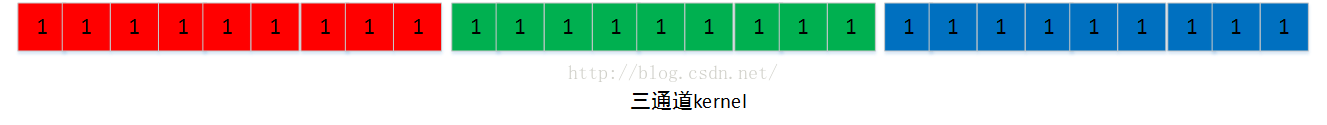 1 1 1 1 1 1 1 1 1 1 1 1 1 1 1 1 1 1 1 1 1 1 1 1 1 1 1
http://blog.csdn.net/
三通道kernel